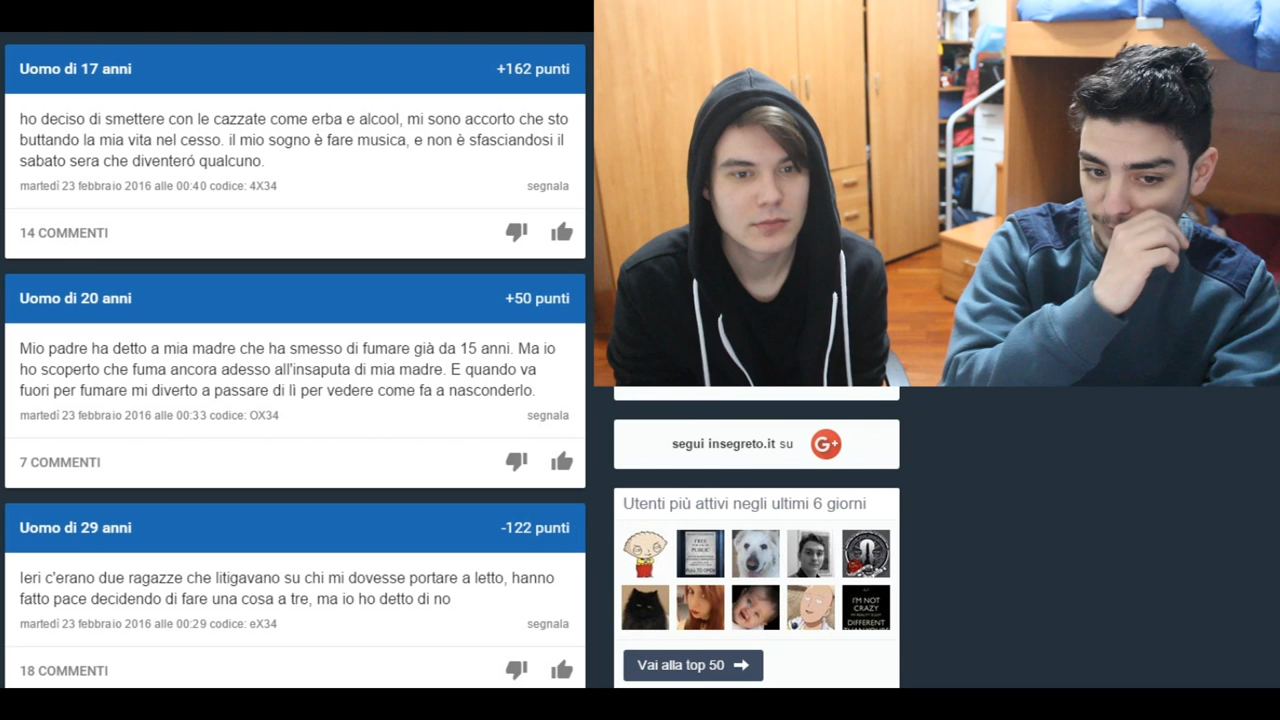 Uomo di 17 anni
+162 punti
ho deciso di smettere con le cazzate come erba e alcool, mi sono accorto che sto
buttando la mia vita nel cesso. il mio sogno è fare musica, e non è sfasciandosi il
sabato sera che diventeró qualcuno.
martedì 23 febbraio 2016 alle 00:40 codice: 4X34
segnala
14 COMMENTI
Uomo di 20 anni
+50 punti
Mio padre ha detto a mia madre che ha smesso di fumare già da 15 anni. Ma io
ho scoperto che fuma ancora adesso all'insaputa di mia madre. E quando va
fuori per fumare mi diverto a passare di lì per vedere come fa a nasconderlo.
martedì 23 febbraio 2016 alle 00:33 codice: OX34
segnala
7 COMMENTI
Uomo di 29 anni
-122 punti
Ieri c'erano due ragazze che litigavano su chi mi dovesse portare a letto, hanno
fatto pace decidendo di fare una cosa a tre, ma io ho detto di no
martedì 23 febbraio 2016 alle 00:29 codice: eX34
segnala
18 COMMENTI
segui insegreto.it su
G+
Utenti più attivi negli ultimi 6 giorni
FREE
PUBLIC
I'M NOT
CRAZY
DIFFERENT
Vai alla top 50